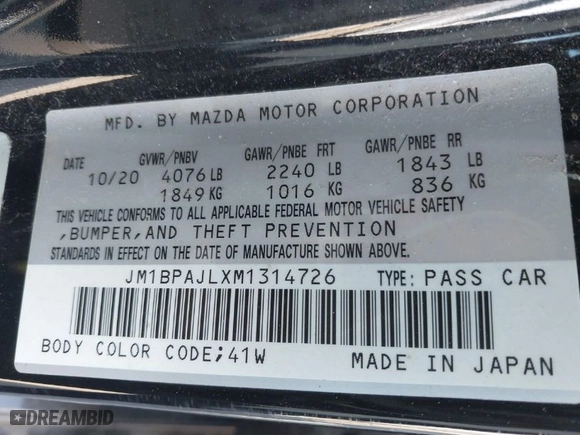 MFD. BY MAZDA MOTOR CORPORATION
DATE GVWR/PNBV GAWR/PNBE FRT GAWR/PNBE RR
10/20 4076 LB 2240 LB 1843 LB
1849 KG 1016 KG 836 KG
THIS VEHICLE CONFORMS TO ALL APPLICABLE FEDERAL MOTOR VEHICLE SAFETY
,BUMPER,AND THEFT PREVENTION
STANDARDS IN EFFECT ON THE DATE OF MANUFACTURE SHOWN ABOVE.
JM1BPAJLXM1314726 TYPE: PASS CAR
BODY COLOR CODE;41W MADE IN JAPAN
DREAMBID